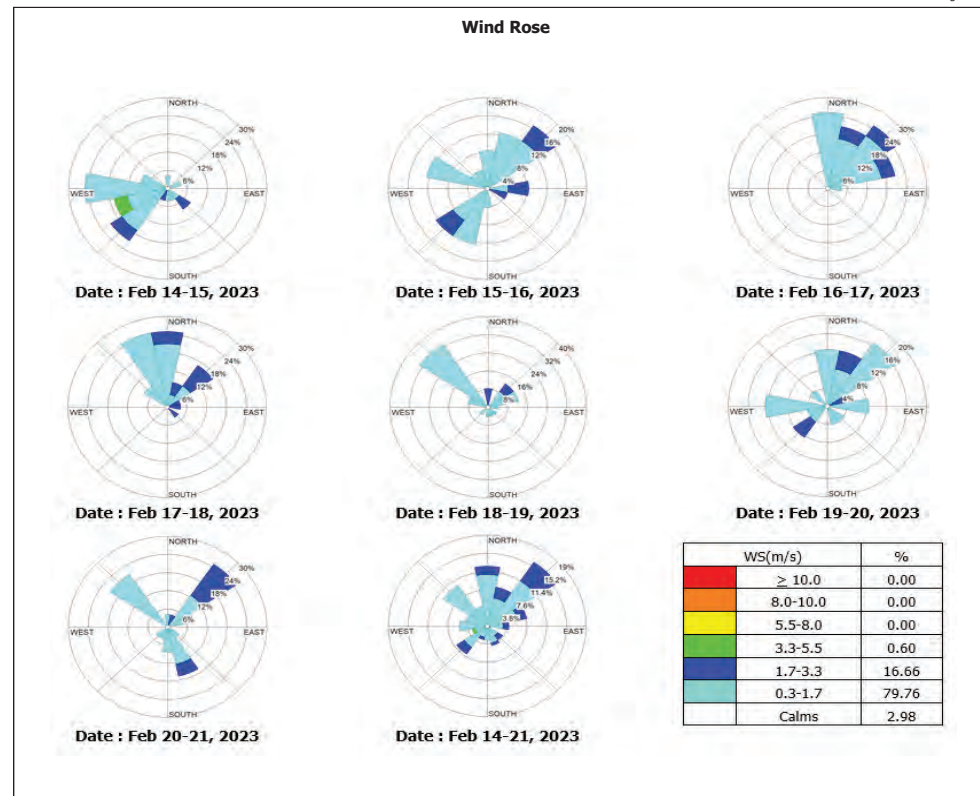 Wind Rose
NORTH
30%
24%
18%
12%
6%
WEST
EAST
SOUTH
Date : Feb 14-15, 2023
NORTH
20%
16%
12%
8%
4%
WEST
EAST
SOUTH
Date : Feb 15-16, 2023
NORTH
30%
24%
18%
12%
6%
WEST
EAST
SOUTH
Date : Feb 16-17, 2023
NORTH
30%
24%
18%
12%
6%
WEST
EAST
SOUTH
Date : Feb 17-18, 2023
NORTH
40%
32%
24%
16%
8%
WEST
EAST
SOUTH
Date : Feb 18-19, 2023
NORTH
20%
16%
12%
8%
4%
WEST
EAST
SOUTH
Date : Feb 19-20, 2023
NORTH
30%
24%
18%
12%
6%
WEST
EAST
SOUTH
Date : Feb 20-21, 2023
NORTH
19%
15.2%
11.4%
7.6%
3.8%
WEST
EAST
SOUTH
Date : Feb 14-21, 2023
WS(m/s) %
≥ 10.0 0.00
8.0-10.0 0.00
5.5-8.0 0.00
3.3-5.5 0.60
1.7-3.3 16.66
0.3-1.7 79.76
Calms 2.98